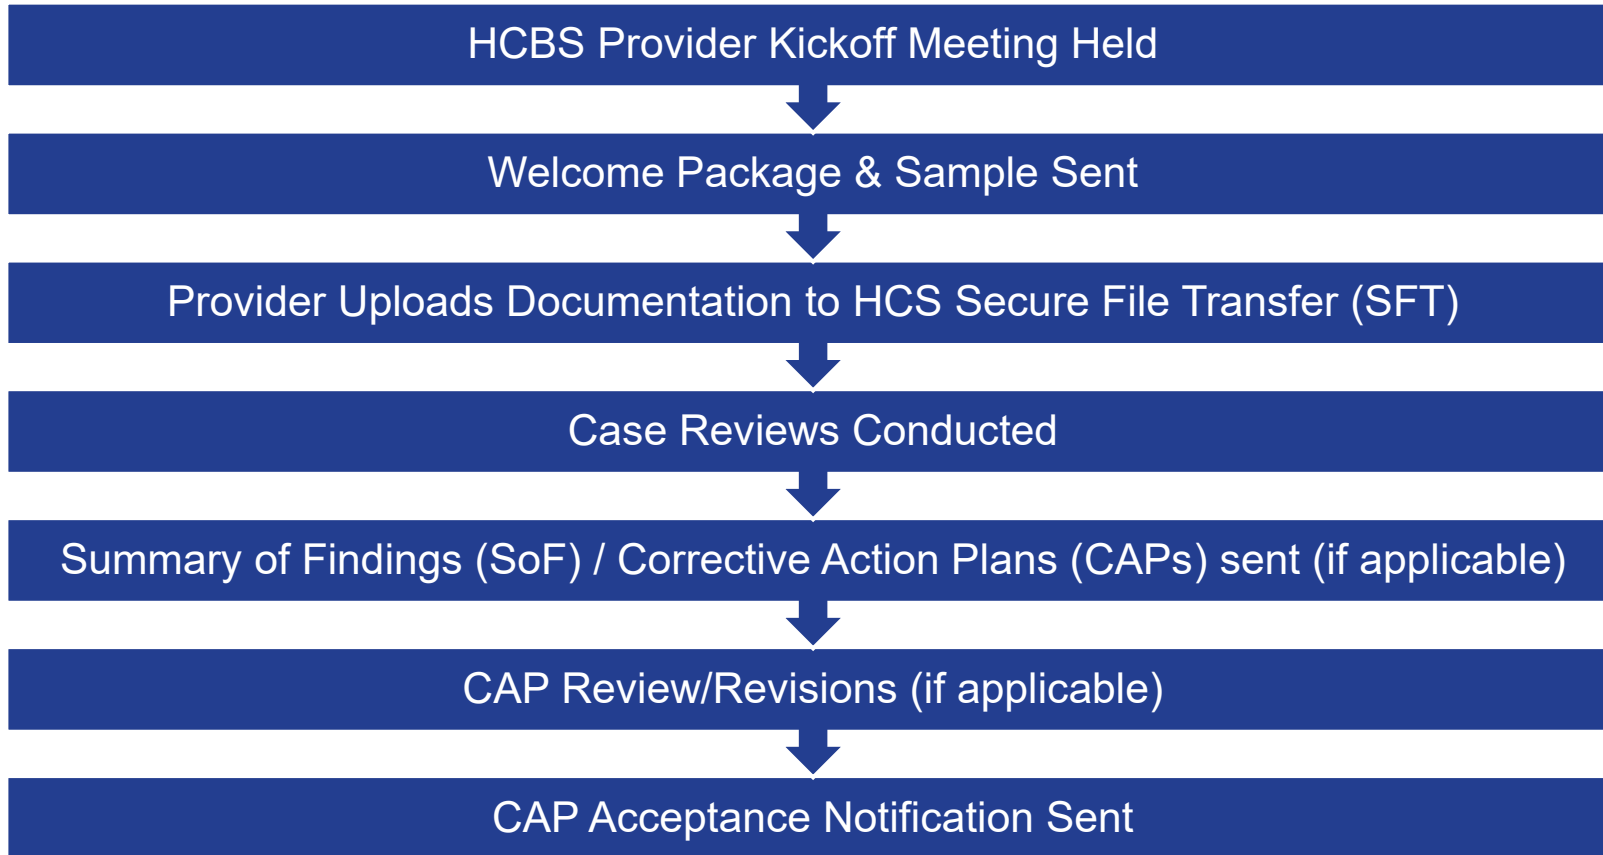 HCBS Provider Kickoff Meeting Held
Welcome Package & Sample Sent
Provider Uploads Documentation to HCS Secure File Transfer (SFT)
Case Reviews Conducted
Summary of Findings (SoF) / Corrective Action Plans (CAPs) sent (if applicable)
CAP Review/Revisions (if applicable)
CAP Acceptance Notification Sent